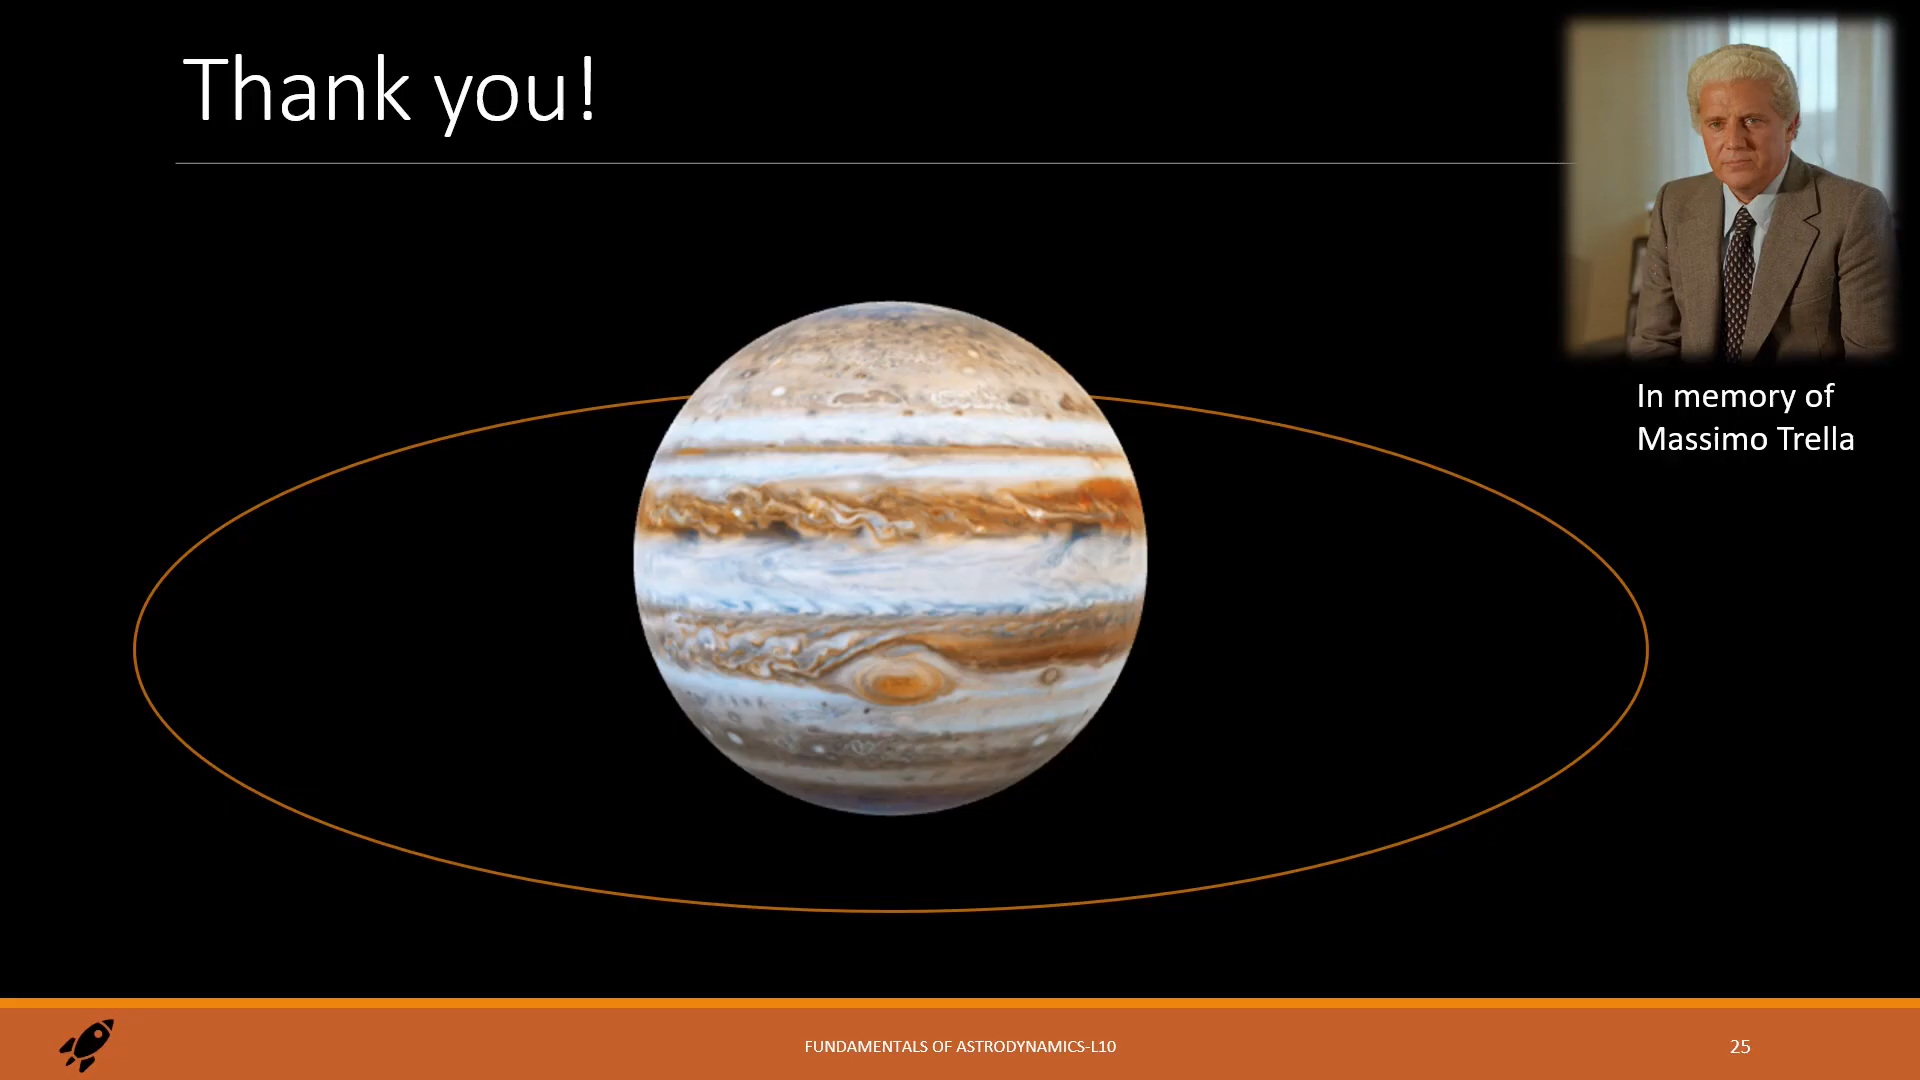 Thank you!
In memory of
Massimo Trella
FUNDAMENTALS OF ASTRODYNAMICS-L10
25